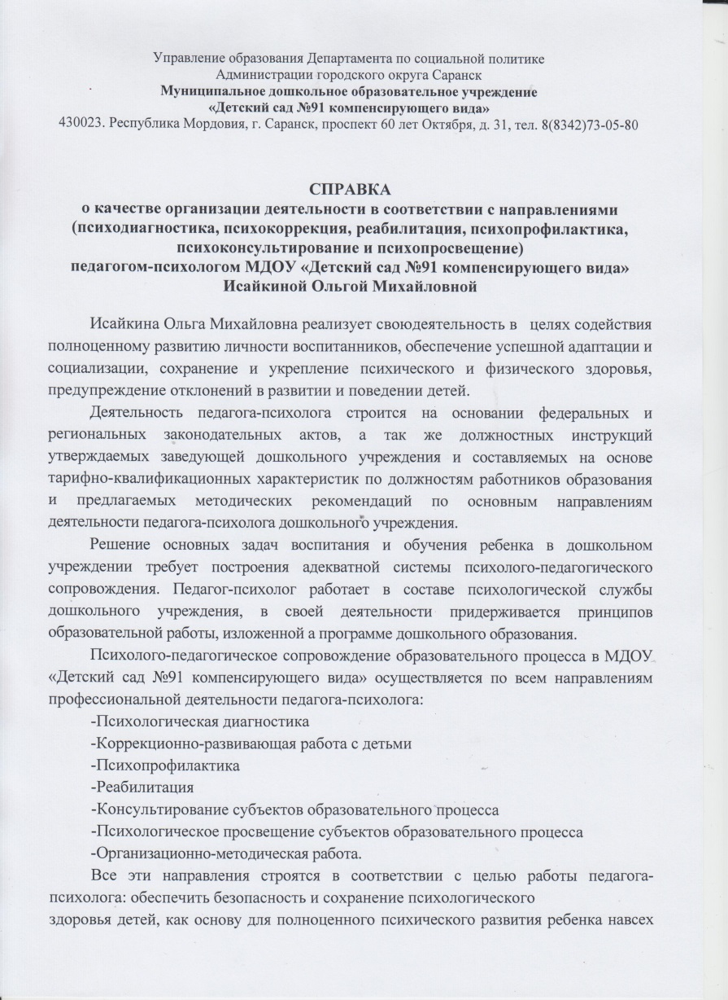 Управление образования Департамента по социальной политике
Администрации городского округа Саранск
Муниципальное дошкольное образовательное учреждение
«Детский сад №91 компенсирующего вида»
430023. Республика Мордовия, г. Саранск, проспект 60 лет Октября, д. 31, тел. 8(8342)73-05-80
СПРАВКА
о качестве организации деятельности в соответствии с направлениями
(психодиагностика, психокоррекция, реабилитация, психопрофилактика,
психоконсультирование и психопросвещение)
педагогом-психологом МДОУ «Детский сад №91 компенсирующего вида»
Исайкиной Ольгой Михайловной
Исайкина Ольга Михайловна реализует своюдеятельность в целях содействия
полноценному развитию личности воспитанников, обеспечение успешной адаптации и
социализации, сохранение и укрепление психического и физического здоровья,
предупреждение отклонений в развитии и поведении детей.
Деятельность педагога-психолога строится на основании федеральных и
региональных законодательных актов, а так же должностных инструкций
утверждаемых заведующей дошкольного учреждения и составляемых на основе
тарифно-квалификационных характеристик по должностям работников образования
и предлагаемых методических рекомендаций по основным направлениям
деятельности педагога-психолога дошкольного учреждения.
Решение основных задач воспитания и обучения ребенка в дошкольном
учреждении требует построения адекватной системы психолого-педагогического
сопровождения. Педагог-психолог работает в составе психологической службы
дошкольного учреждения, в своей деятельности придерживается принципов
образовательной работы, изложенной а программе дошкольного образования.
Психолого-педагогическое сопровождение образовательного процесса в МДОУ
«Детский сад №91 компенсирующего вида» осуществляется по всем направлениям
профессиональной деятельности педагога-психолога:
-Психологическая диагностика
-Коррекционно-развивающая работа с детьми
-Психопрофилактика
-Реабилитация
-Консультирование субъектов образовательного процесса
-Психологическое просвещение субъектов образовательного процесса
-Организационно-методическая работа.
Все эти направления строятся в соответствии с целью работы педагога-
психолога: обеспечить безопасность и сохранение психологического
здоровья детей, как основу для полноценного психического развития ребенка навсех